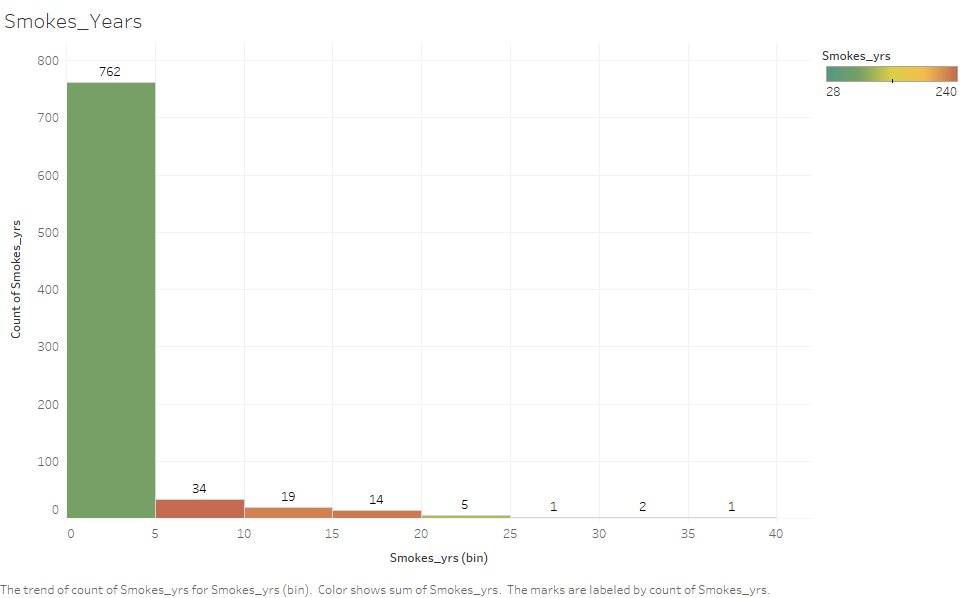 Smokes_Years
Smokes_yrs
28 240
800
700
600
500
400
300
200
100
0
Count of Smokes_yrs
762 34 19 14 5 1 2 1
0 5 10 15 20 25 30 35 40
Smokes_yrs (bin)
The trend of count of Smokes_yrs for Smokes_yrs (bin).  Color shows sum of Smokes_yrs.  The marks are labeled by count of Smokes_yrs.